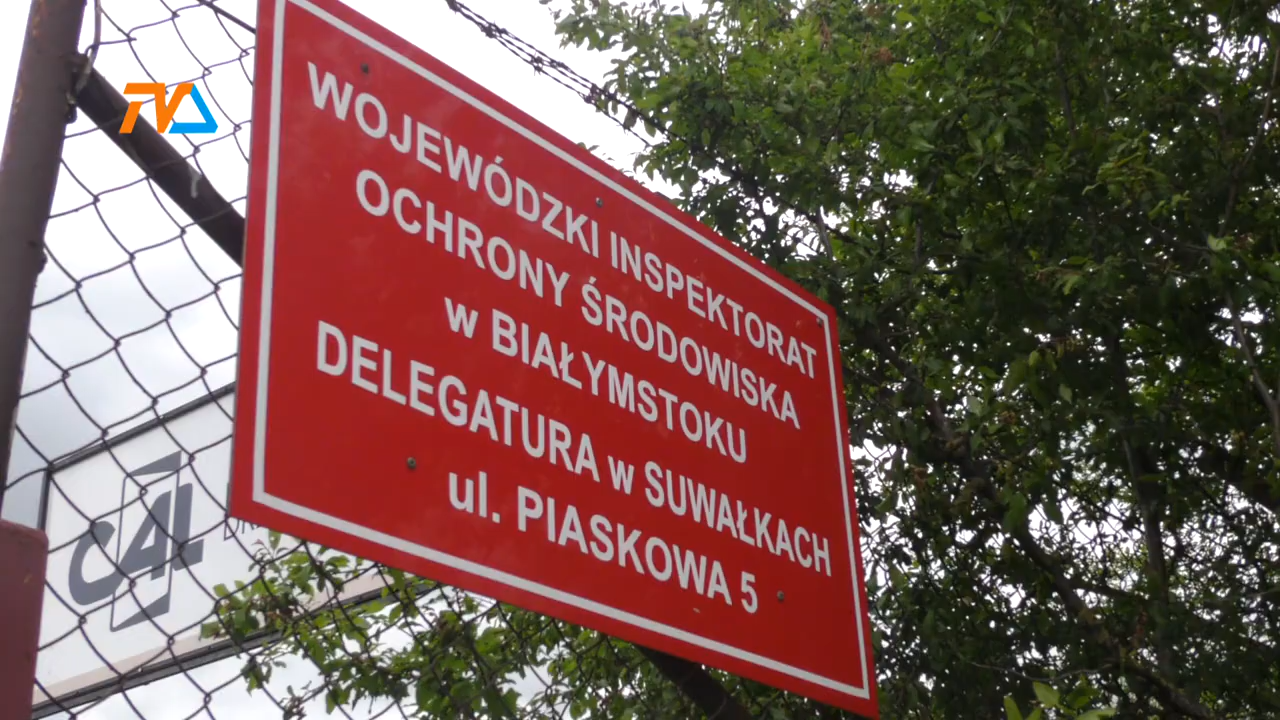 WOJEWÓDZKI INSPEKTORAT
OCHRONY ŚRODOWISKA
w BIAŁYMSTOKU
DELEGATURA w SUWAŁKACH
ul. PIASKOWA 5